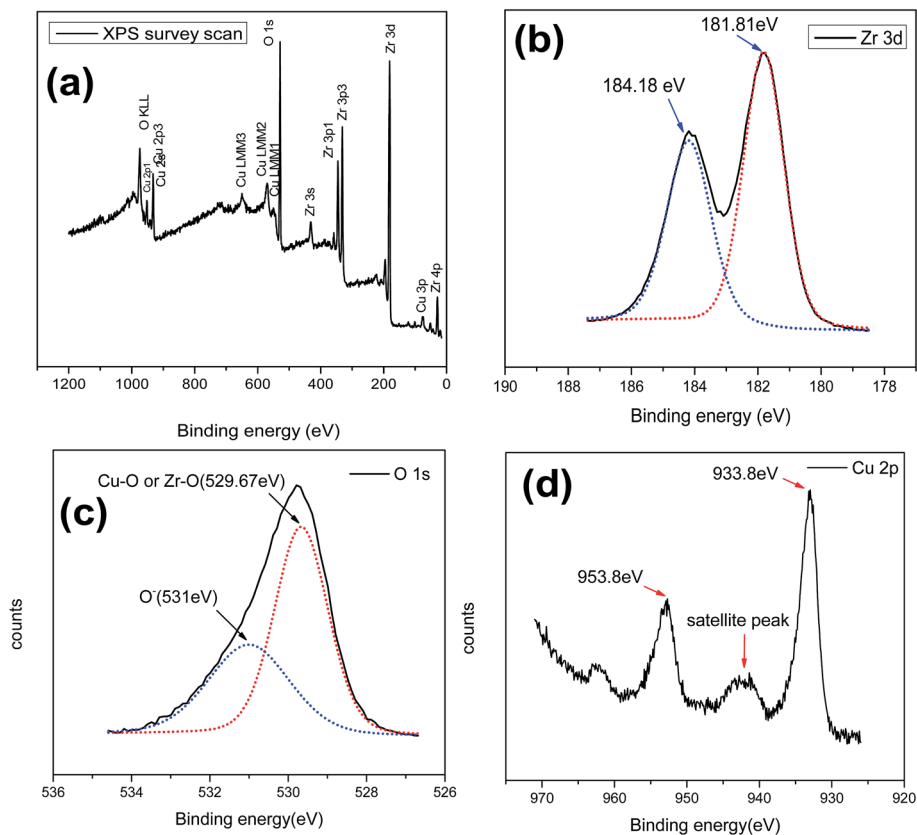 XPS survey scan
(a)
O KLL
Cu 2p1
Cu 2s
Cu 2p3
Cu LMM3
Cu LMM2
Cu LMM1
O 1s
Zr 3s
Zr 3p1
Zr 3p3
Zr 3d
Cu 3p
Zr 4p
1200 1000 800 600 400 200 0
Binding energy (eV)
(b)
181.81eV
Zr 3d
184.18 eV
190 188 186 184 182 180 178
Binding energy (eV)
Cu-O or Zr-O(529.67eV)
O 1s
(c)
O⁻(531eV)
counts
536 534 532 530 528 526
Binding energy(eV)
(d)
933.8eV
Cu 2p
953.8eV
satellite peak
counts
970 960 950 940 930 920
Binding energy(eV)